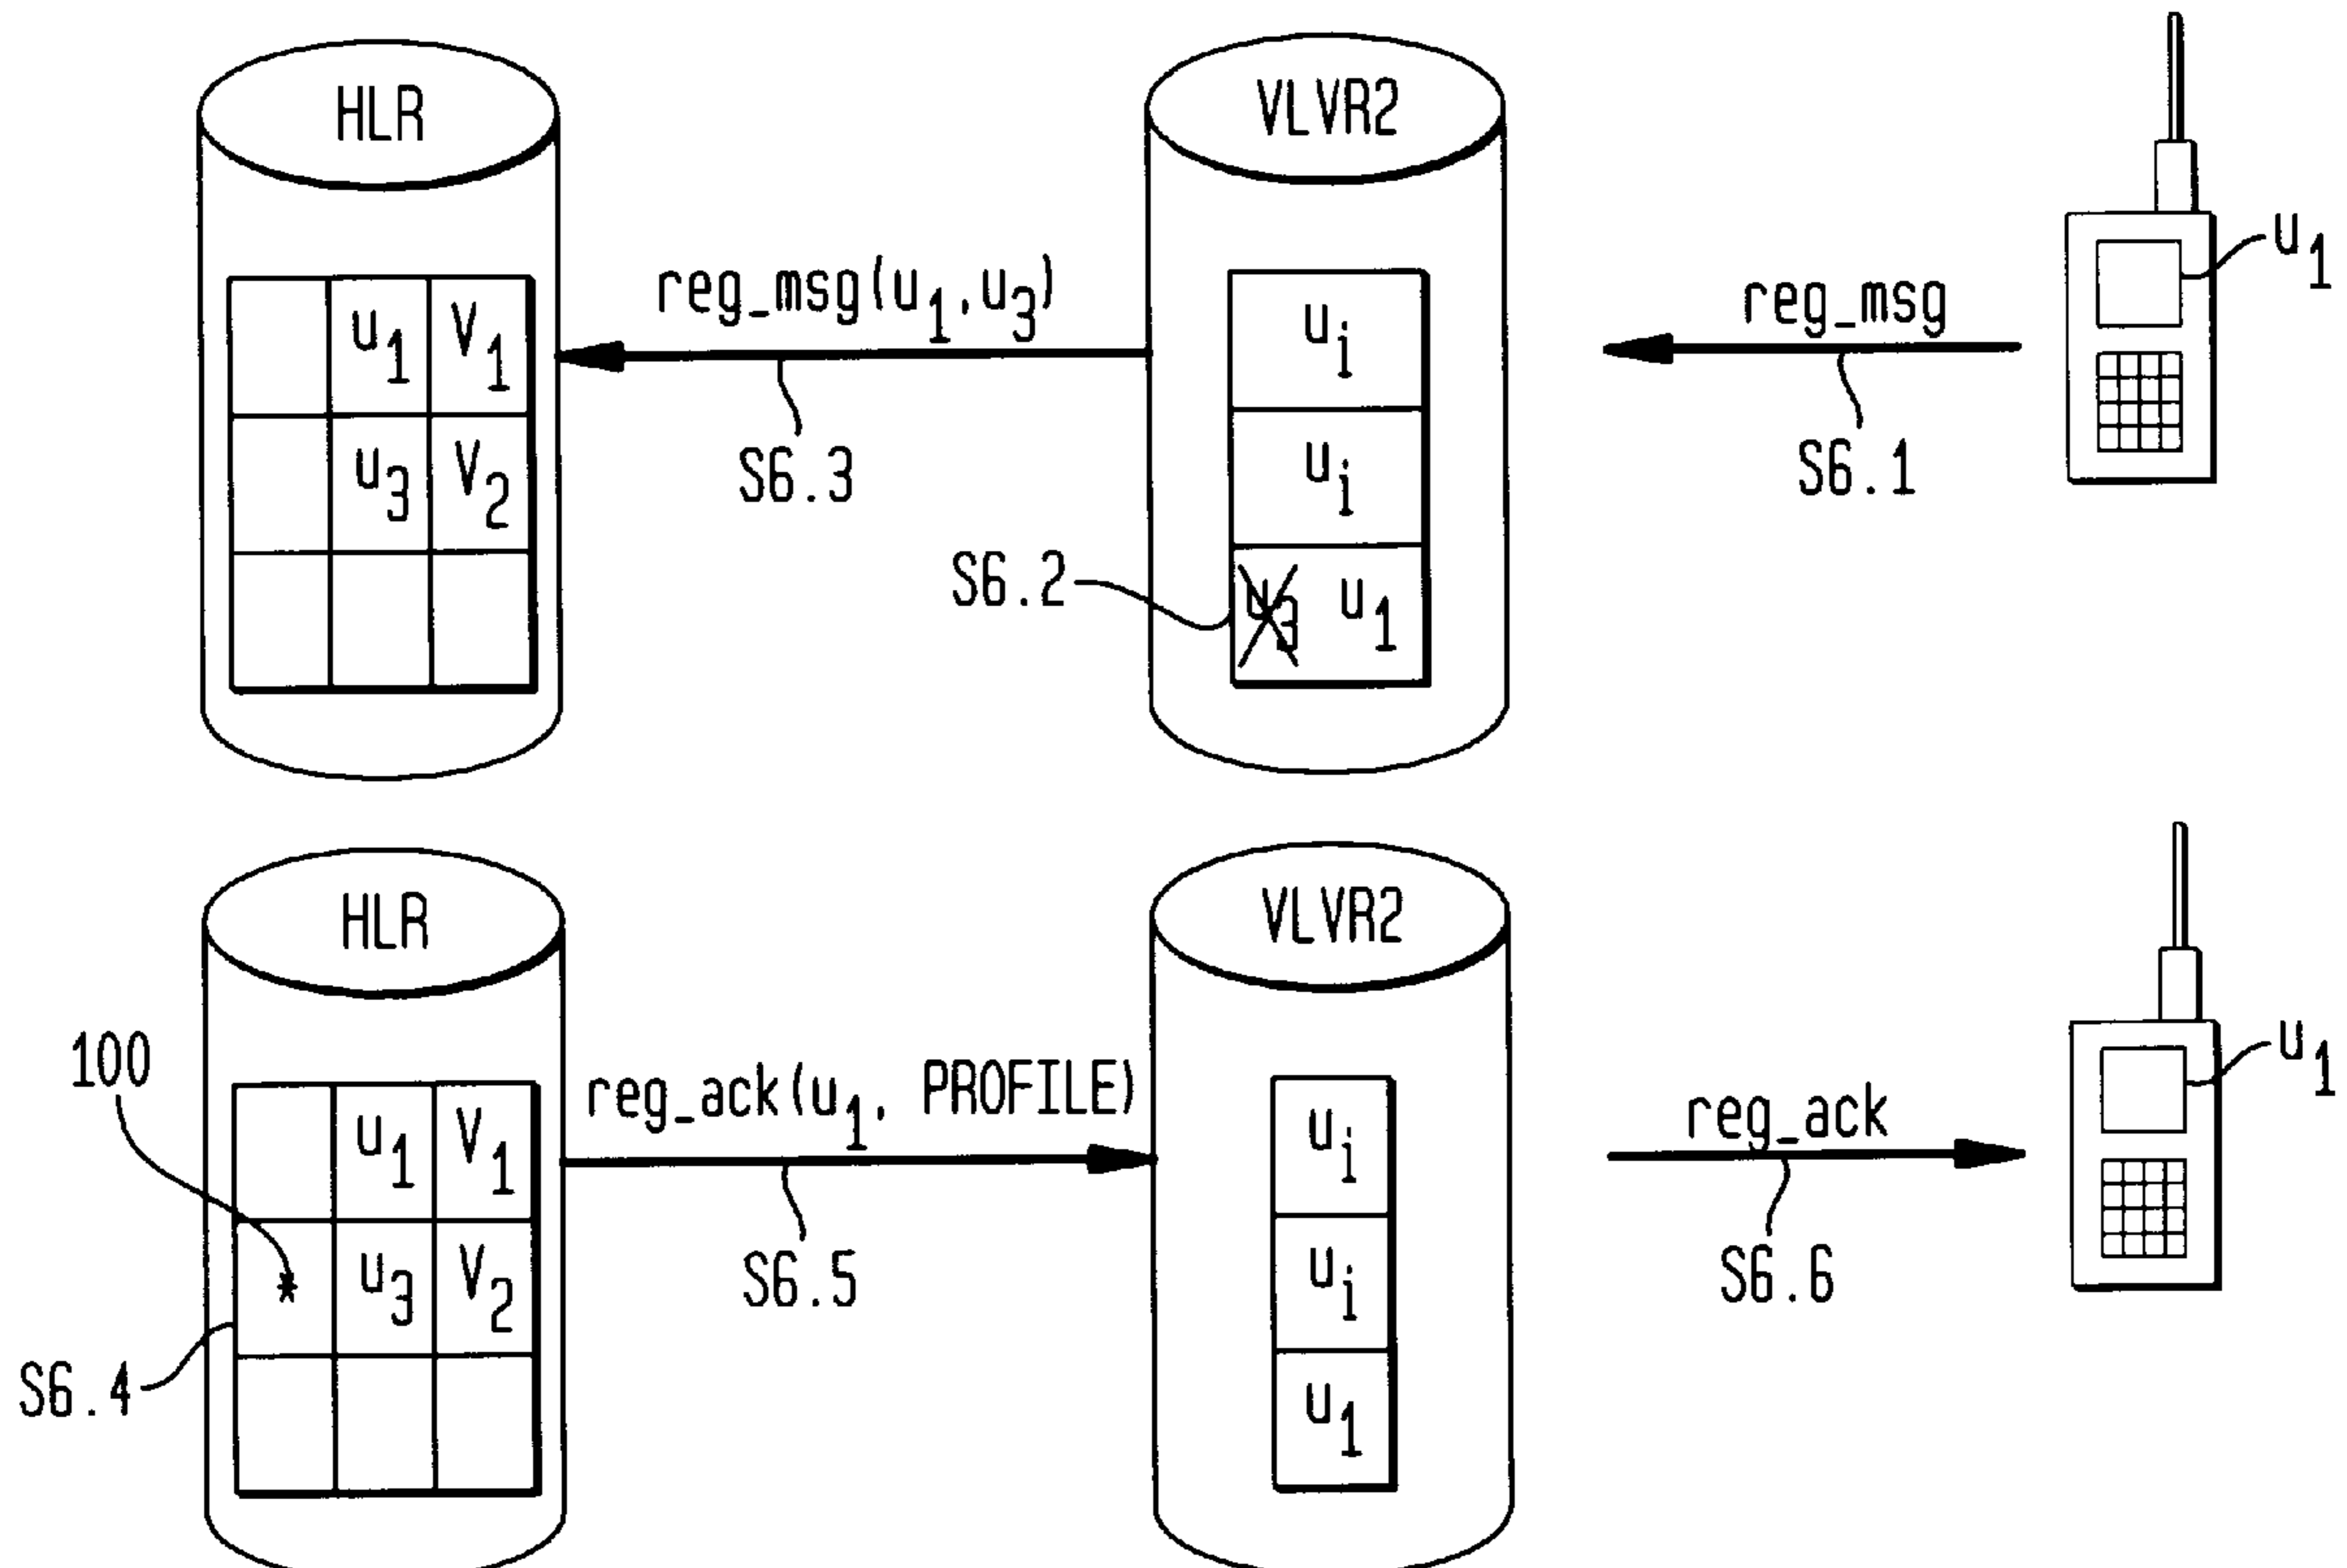 HLR
VLVR2
u1
reg_msg(u1,u3)
reg_msg
u1 V1
ui
S6.3
S6.1
u3 V2
ui
S6.2
u3 u1
HLR
VLVR2
100
u1
reg_ack(u1, PROFILE)
reg_ack
u1 V1
ui
S6.5
S6.6
* u3 V2
ui
S6.4
u1